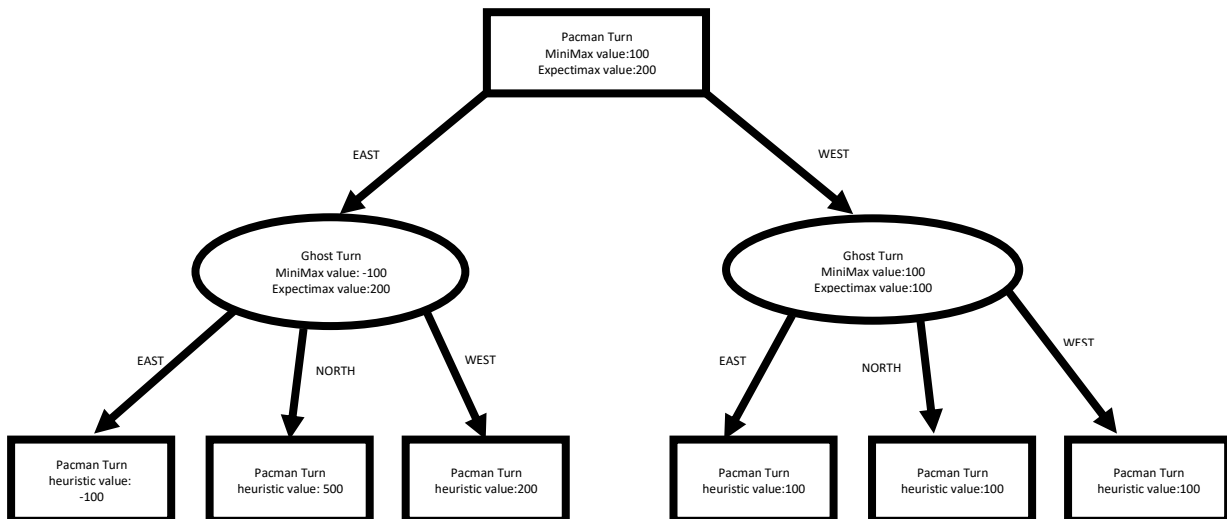 Pacman Turn
MiniMax value:100
Expectimax value:200
EAST
WEST
Ghost Turn
MiniMax value: -100
Expectimax value:200
Ghost Turn
MiniMax value:100
Expectimax value:100
EAST
NORTH
WEST
EAST
NORTH
WEST
Pacman Turn
heuristic value:
-100
Pacman Turn
heuristic value: 500
Pacman Turn
heuristic value:200
Pacman Turn
heuristic value:100
Pacman Turn
heuristic value:100
Pacman Turn
heuristic value:100